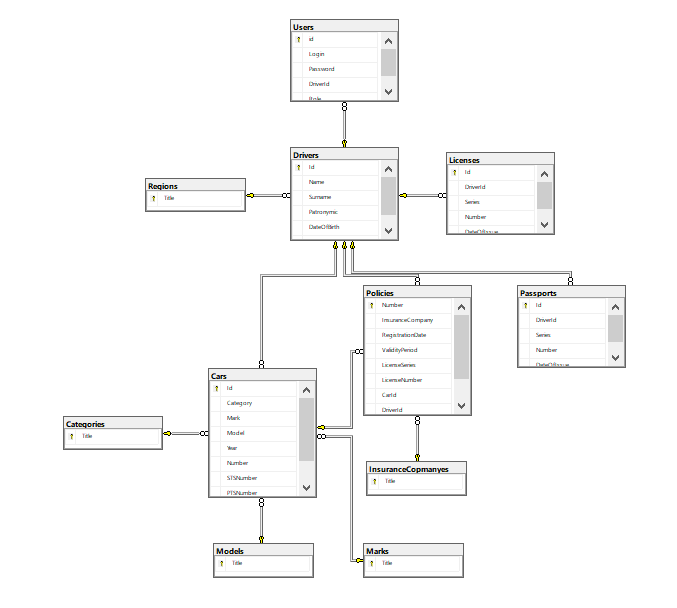 Users
id
Login
Password
DriverId
Role
Drivers
Id
Name
Surname
Patronymic
DateOfBirth
Licenses
Id
DriverId
Series
Number
DateOfIssue
Regions
Title
Policies
Number
InsuranceCompany
RegistrationDate
ValidityPeriod
LicenseSeries
LicenseNumber
CarId
DriverId
Passports
Id
DriverId
Series
Number
DateOfIssue
Cars
Id
Category
Mark
Model
Year
Number
STSNumber
PTSNumber
Categories
Title
InsuranceCopmanyes
Title
Models
Title
Marks
Title